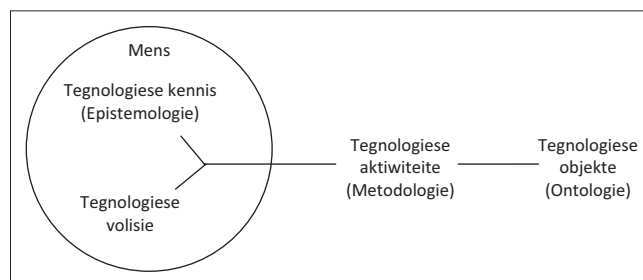 Mens
Tegnologiese kennis
(Epistemologie)
Tegnologiese
volisie
Tegnologiese
aktiwiteite
(Metodologie)
Tegnologiese
objekte
(Ontologie)